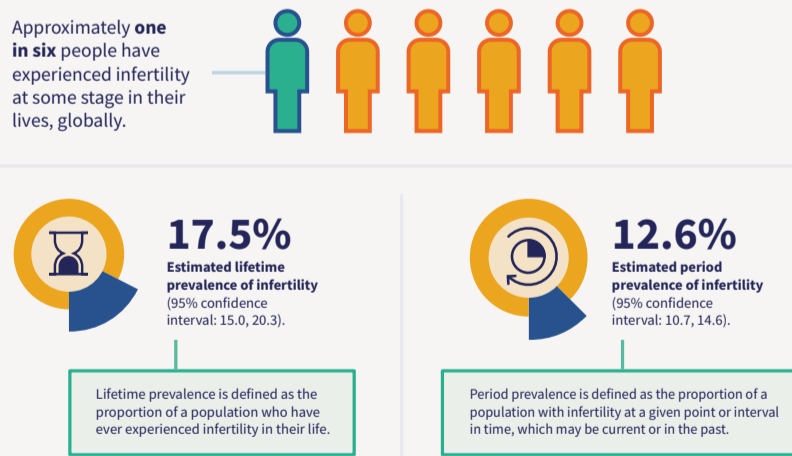 Approximately one
in six people have
experienced infertility
at some stage in their
lives, globally.
17.5%
Estimated lifetime
prevalence of infertility
(95% confidence
interval: 15.0, 20.3).
Lifetime prevalence is defined as the
proportion of a population who have
ever experienced infertility in their life.
12.6%
Estimated period
prevalence of infertility
(95% confidence
interval: 10.7, 14.6).
Period prevalence is defined as the proportion of a
population with infertility at a given point or interval
in time, which may be current or in the past.